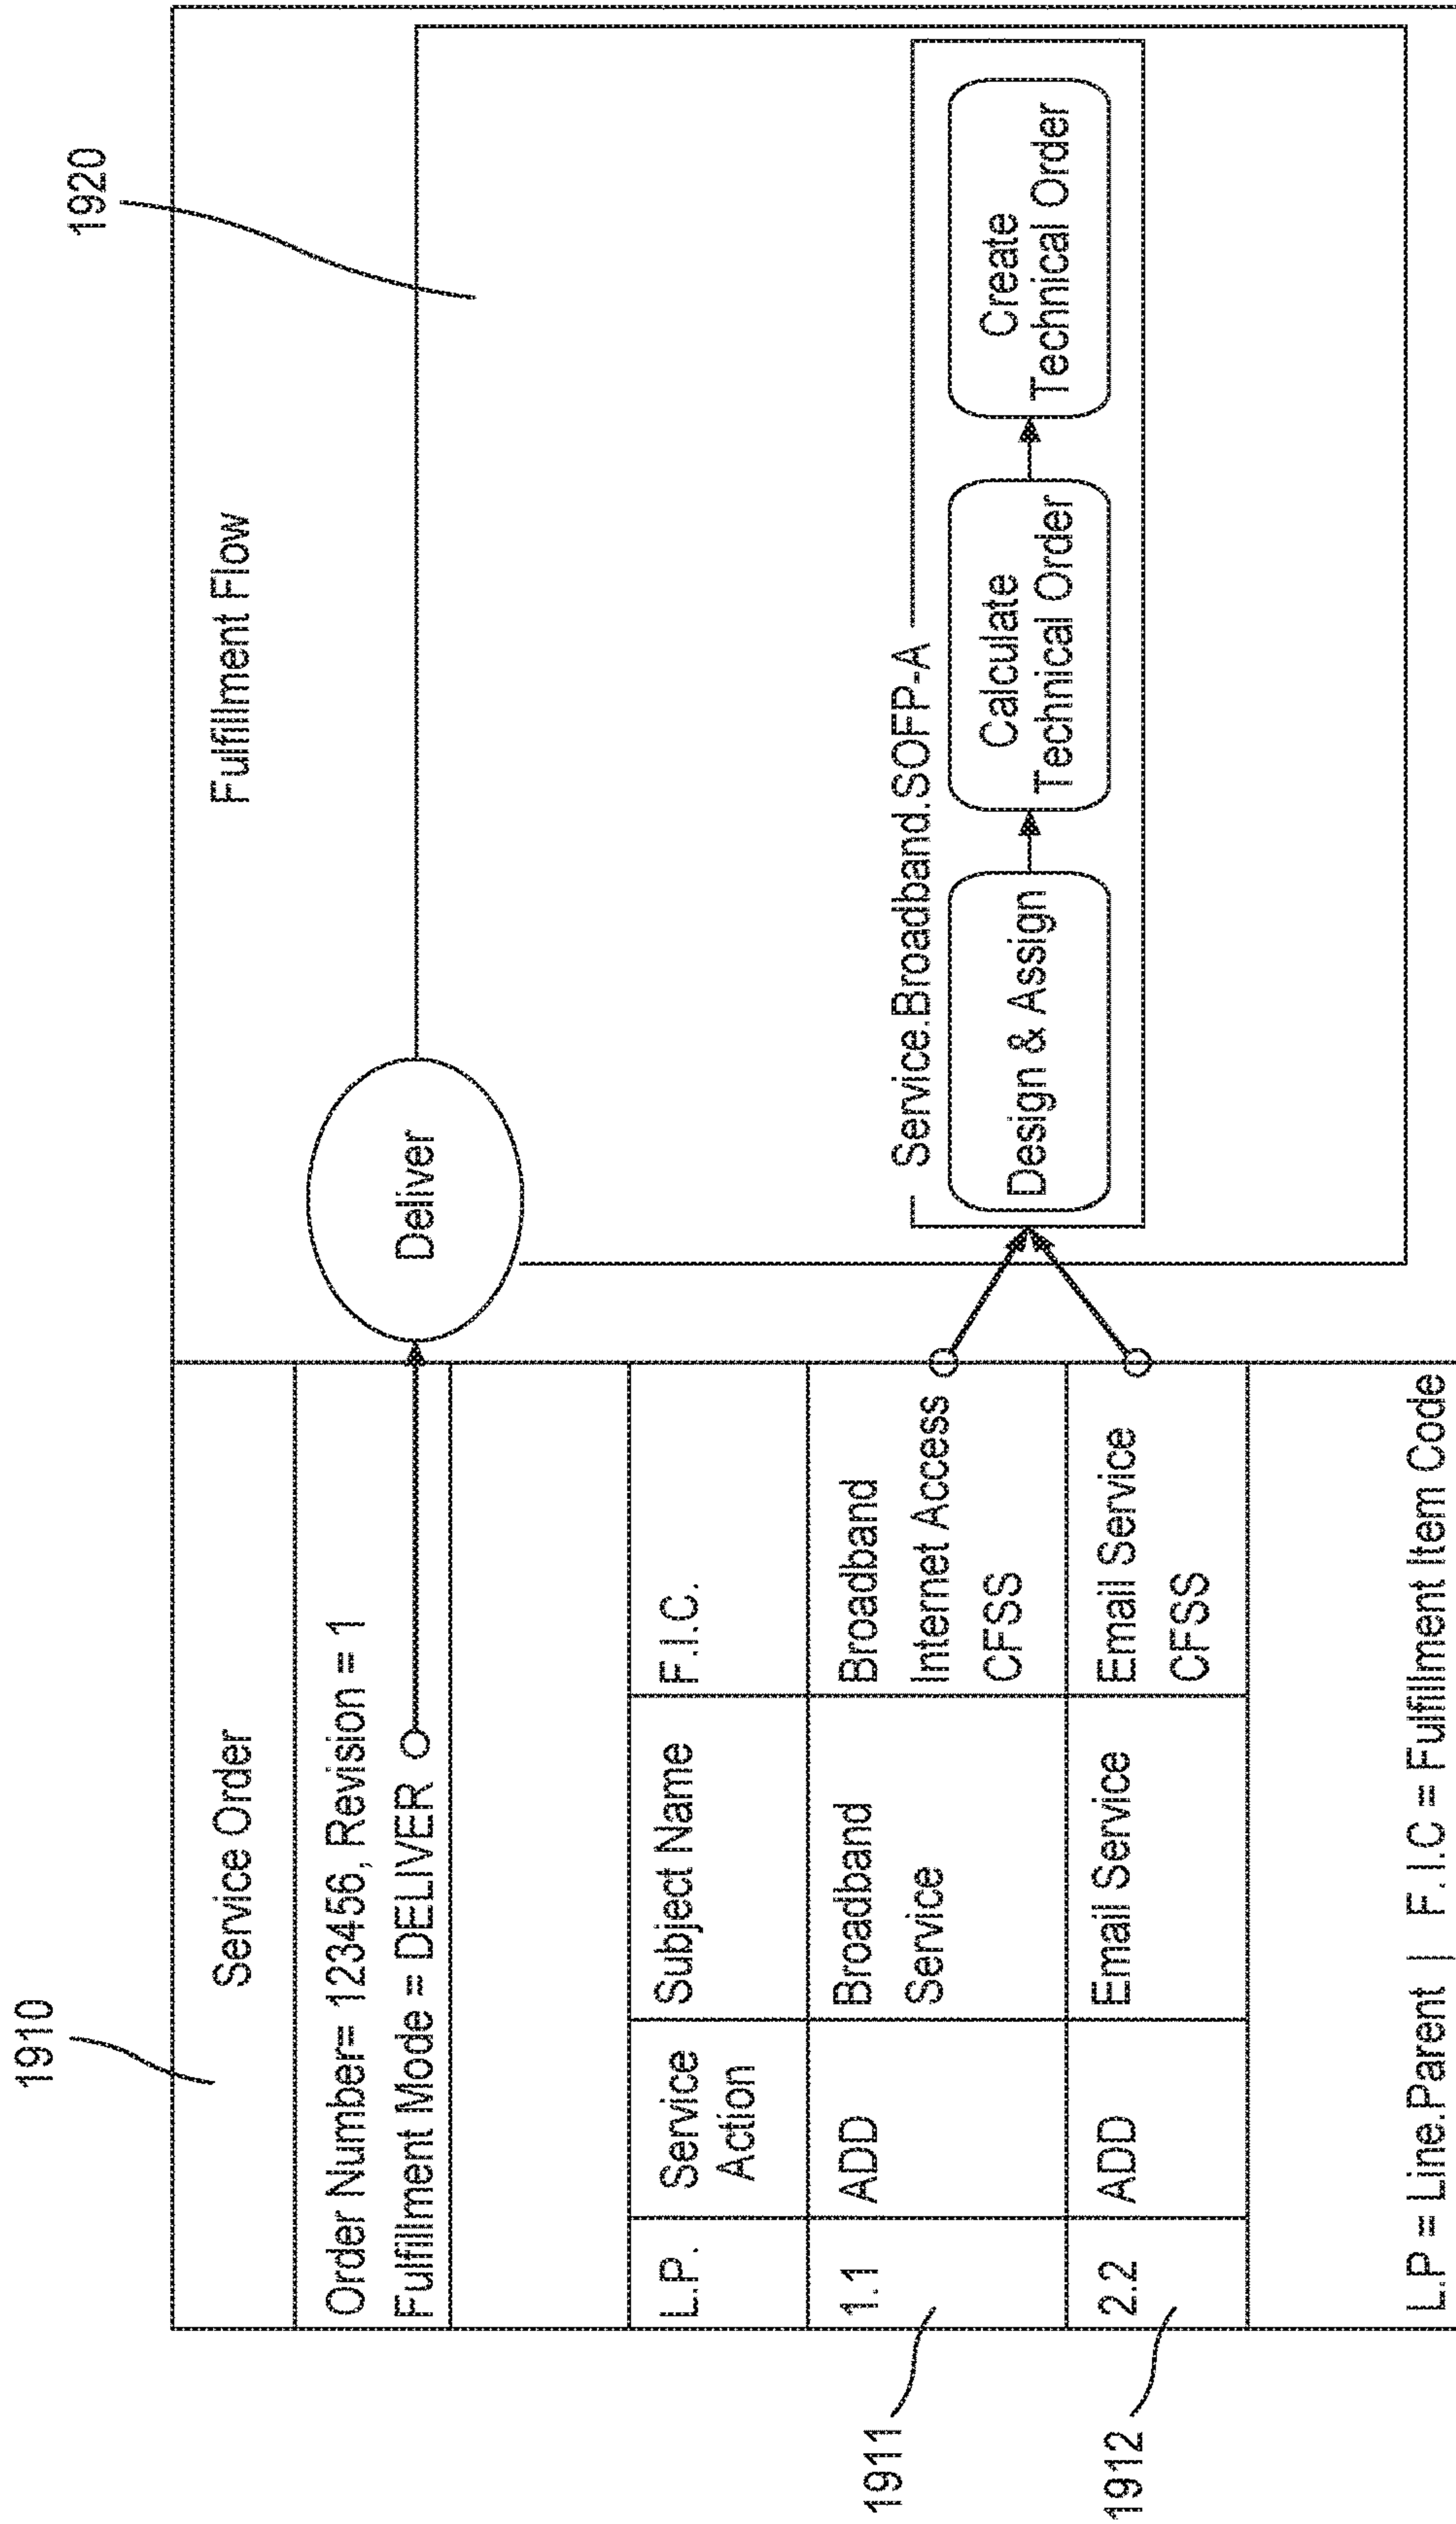 1910
1920
Service Order
Fulfillment Flow
Order Number= 123456, Revision = 1
Fulfillment Mode = DELIVER
Deliver
L.P.
Service
Action
Subject Name
F.I.C.
1911
1.1
ADD
Broadband
Service
Broadband
Internet Access
CFSS
1912
2.2
ADD
Email Service
Email Service
CFSS
Service.Broadband.SOFP-A
Design & Assign
Calculate
Technical Order
Create
Technical Order
L.P = Line.Parent | F.I.C = Fulfillment Item Code